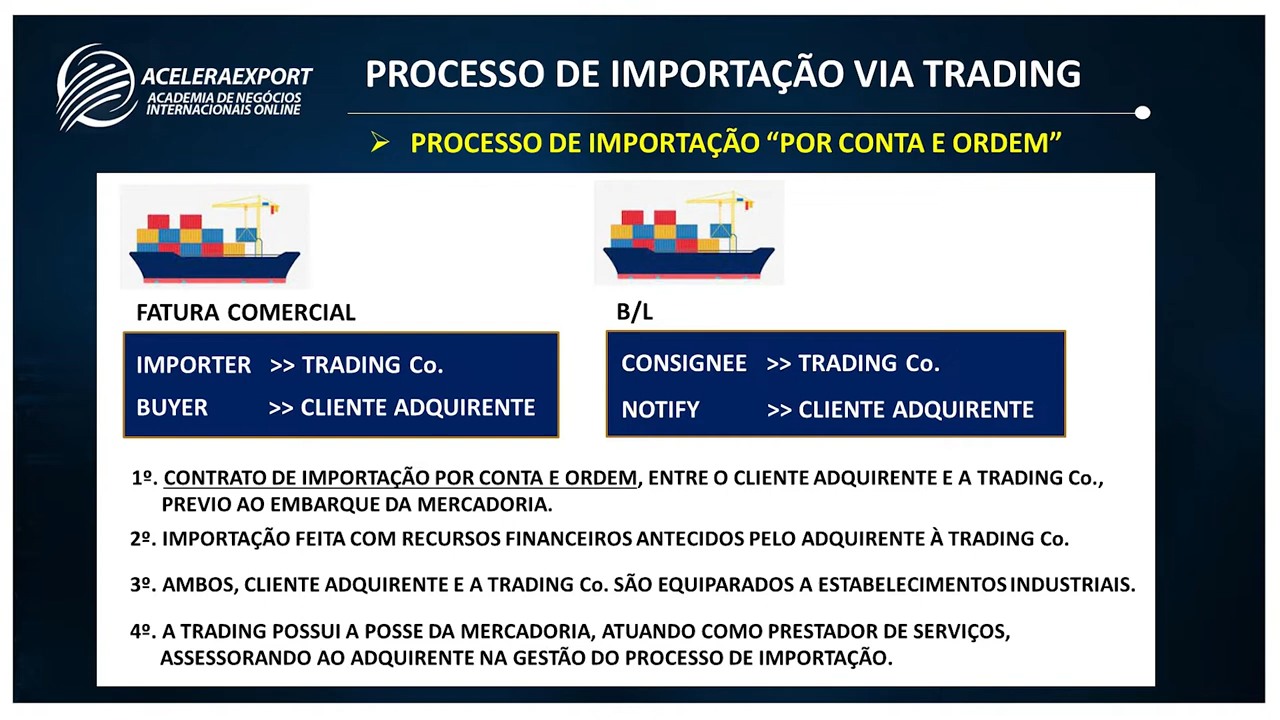 ACELERAEXPORT
ACADEMIA DE NEGÓCIOS
INTERNACIONAIS ONLINE
PROCESSO DE IMPORTAÇÃO VIA TRADING
➢ PROCESSO DE IMPORTAÇÃO “POR CONTA E ORDEM”
FATURA COMERCIAL
IMPORTER >> TRADING Co.
BUYER >> CLIENTE ADQUIRENTE
B/L
CONSIGNEE >> TRADING Co.
NOTIFY >> CLIENTE ADQUIRENTE
1º. CONTRATO DE IMPORTAÇÃO POR CONTA E ORDEM, ENTRE O CLIENTE ADQUIRENTE E A TRADING Co.,
PREVIO AO EMBARQUE DA MERCADORIA.
2º. IMPORTAÇÃO FEITA COM RECURSOS FINANCEIROS ANTECIDOS PELO ADQUIRENTE À TRADING Co.
3º. AMBOS, CLIENTE ADQUIRENTE E A TRADING Co. SÃO EQUIPARADOS A ESTABELECIMENTOS INDUSTRIAIS.
4º. A TRADING POSSUI A POSSE DA MERCADORIA, ATUANDO COMO PRESTADOR DE SERVIÇOS,
ASSESSORANDO AO ADQUIRENTE NA GESTÃO DO PROCESSO DE IMPORTAÇÃO.